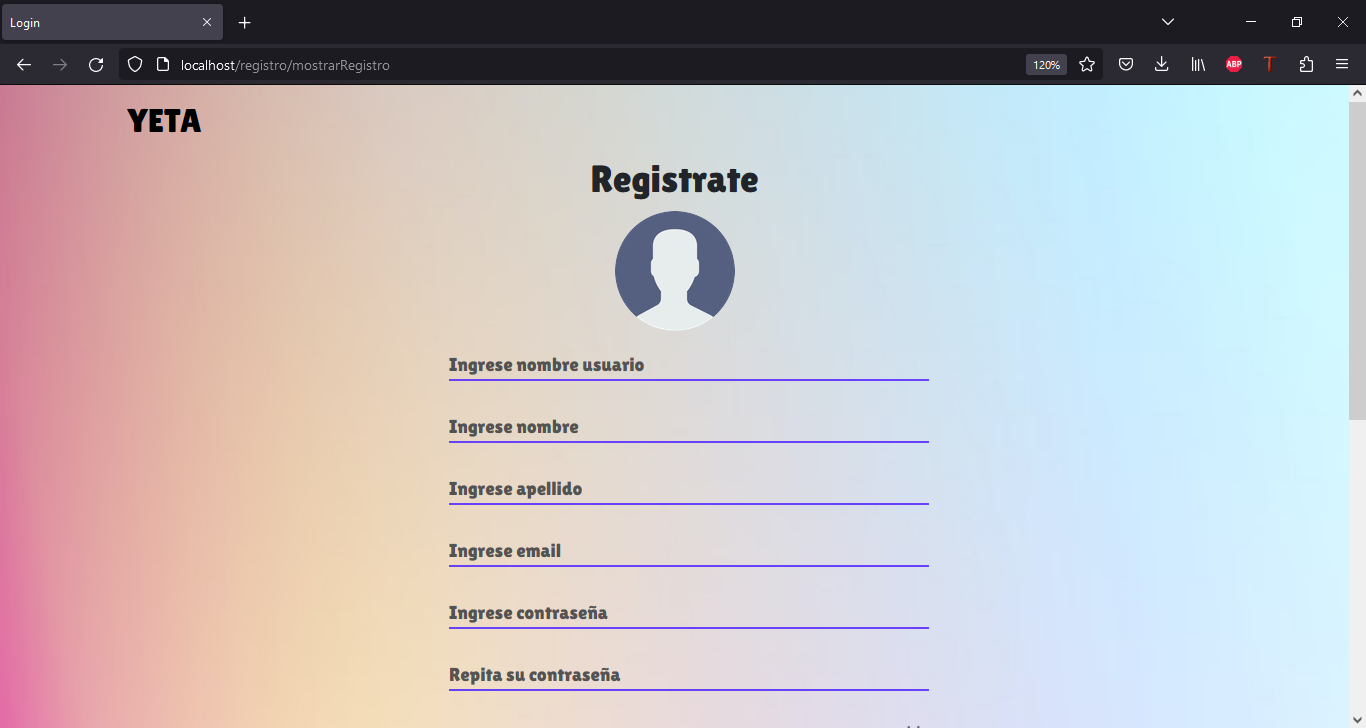 Login
localhost/registro/mostrarRegistro
120%
ABP
T
YETA
Registrate
Ingrese nombre usuario
Ingrese nombre
Ingrese apellido
Ingrese email
Ingrese contraseña
Repita su contraseña